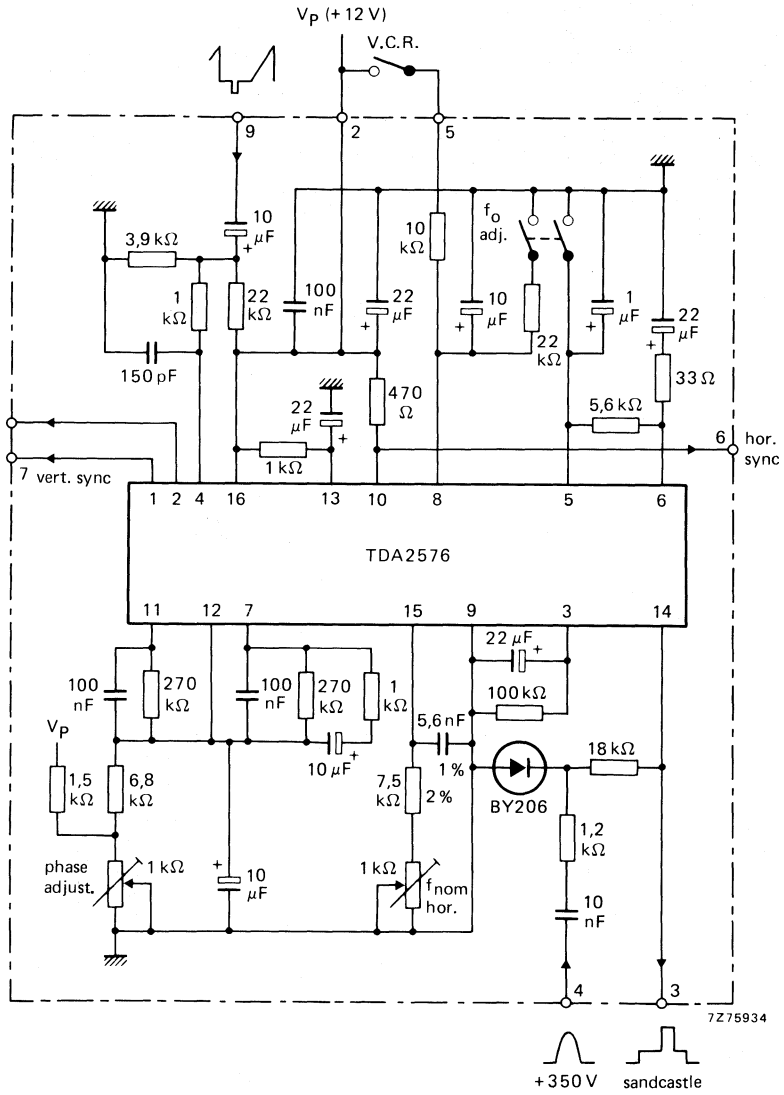 V_P (+ 12 V)
V.C.R.
9
2
5
10 µF
+
3,9 kΩ
1 kΩ
22 kΩ
100 nF
22 µF
+
10 kΩ
10 µF
+
f_o adj.
22 kΩ
1 µF
+
22 µF
+
33 Ω
150 pF
22 µF
+
470 Ω
5,6 kΩ
1 kΩ
6
hor. sync
7
vert. sync
1
2
4
16
13
10
8
5
6
TDA2576
11
12
7
15
9
3
14
22 µF
+
100 nF
270 kΩ
100 nF
270 kΩ
1 kΩ
100 kΩ
5,6 nF
1 %
V_P
10 µF
+
18 kΩ
BY206
1,5 kΩ
6,8 kΩ
7,5 kΩ
2 %
1,2 kΩ
phase adjust.
1 kΩ
+
10 µF
1 kΩ
f_nom hor.
10 nF
4
3
7Z75934
+350 V
sandcastle